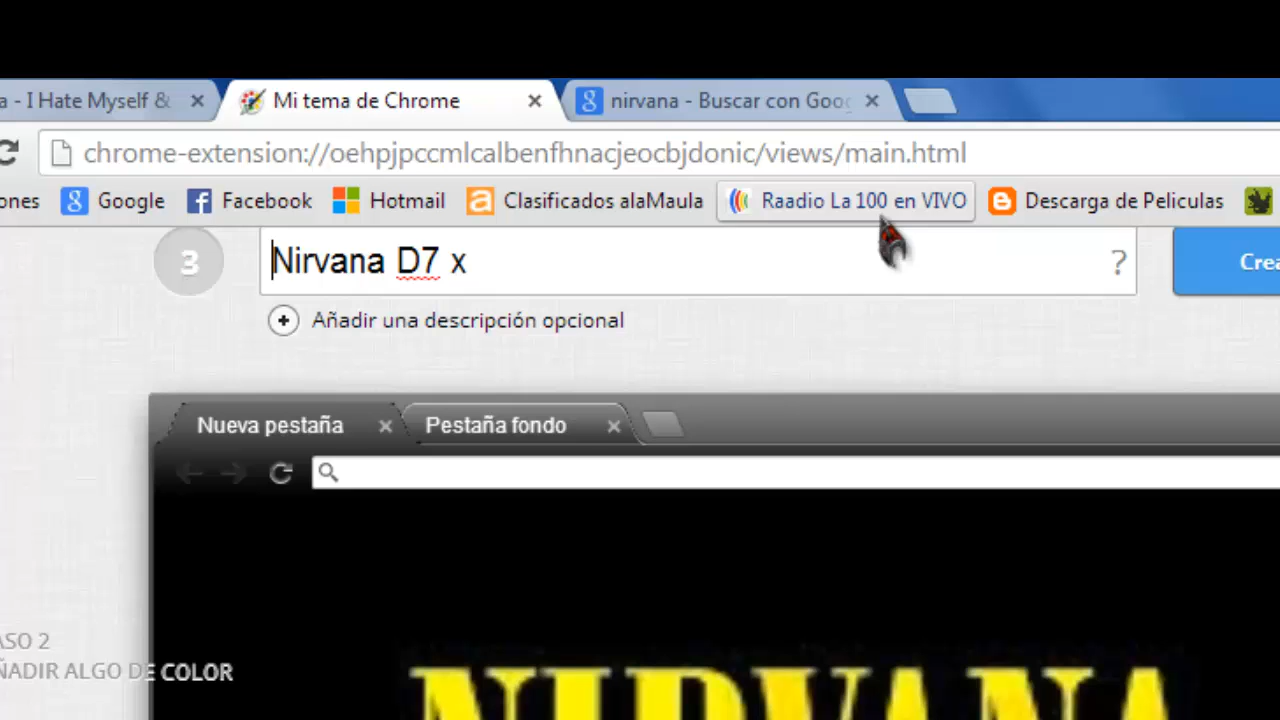 a - I Hate Myself &
Mi tema de Chrome
nirvana - Buscar con Goo
chrome-extension://oehpjpccmlcalbenfhnacjeocbjdonic/views/main.html
ones
Google
Facebook
Hotmail
Clasificados alaMaula
Raadio La 100 en VIVO
Descarga de Peliculas
3
Nirvana D7 x
?
Crea
Añadir una descripción opcional
Nueva pestaña
Pestaña fondo
ASO 2
ÑADIR ALGO DE COLOR
NIRVANA